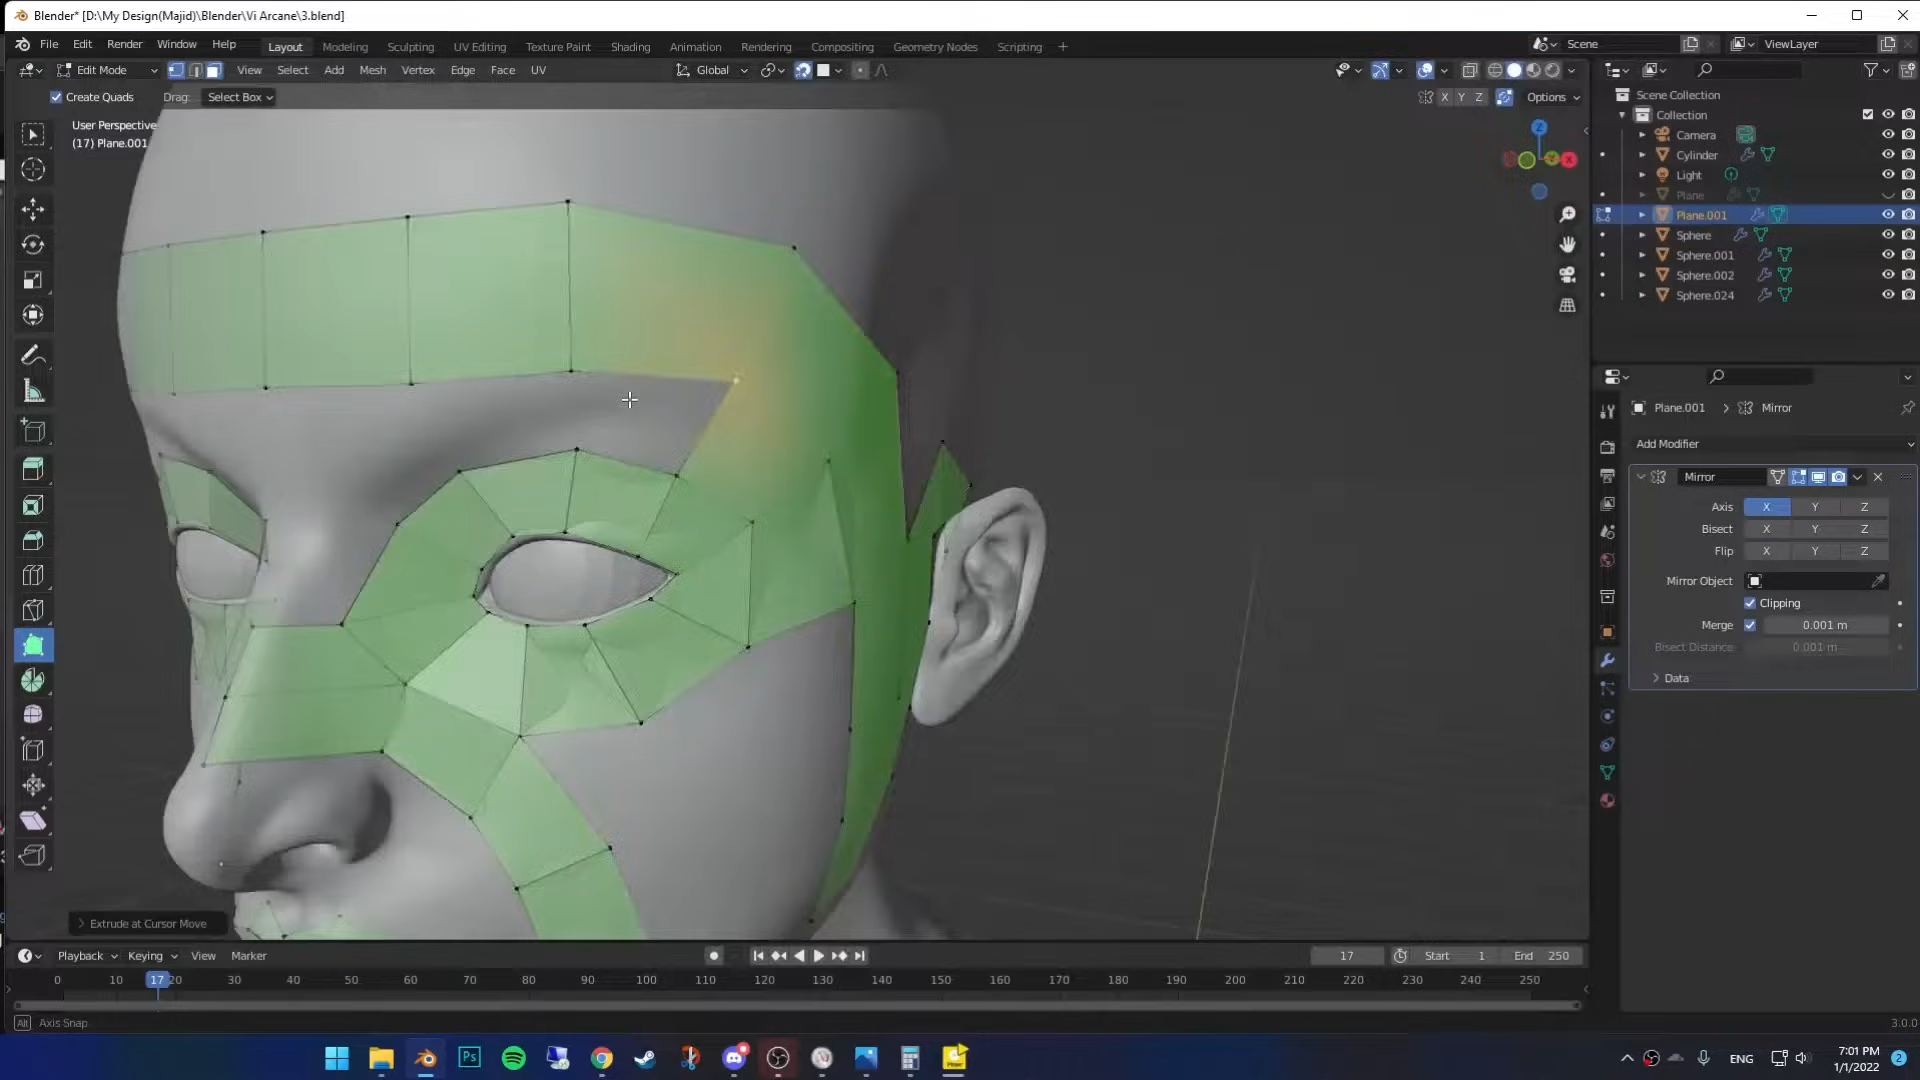 Blender* [D:\My Design(Majid)\Blender\Vi Arcane\3.blend]
File Edit Render Window Help Layout Modeling Sculpting UV Editing Texture Paint Shading Animation Rendering Compositing Geometry Nodes Scripting + Scene ViewLayer
Edit Mode View Select Add Mesh Vertex Edge Face UV Global
Create Quads Drag: Select Box X Y Z Options
User Perspective
(17) Plane.001
Z
X
Scene Collection
Collection
Camera
Cylinder
Light
Plane
Plane.001
Sphere
Sphere.001
Sphere.002
Sphere.024
Plane.001 > Mirror
Add Modifier
Mirror
Axis X Y Z
Bisect X Y Z
Flip X Y Z
Mirror Object
Clipping
Merge 0.001 m
Bisect Distance 0.001 m
Data
Extrude at Cursor Move
Playback Keying View Marker 17 Start 1 End 250
0 10 17 20 30 40 50 60 70 80 90 100 110 120 130 140 150 160 170 180 190 200 210 220 230 240 250
Alt Axis Snap 3.0.0
Ps ENG 7:01 PM 2
1/1/2022